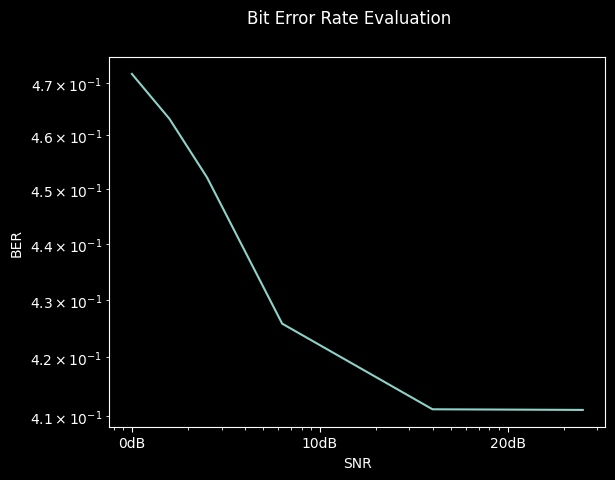 Bit Error Rate Evaluation
4.7 × 10⁻¹
4.6 × 10⁻¹
4.5 × 10⁻¹
4.4 × 10⁻¹
4.3 × 10⁻¹
4.2 × 10⁻¹
4.1 × 10⁻¹
BER
0dB 10dB 20dB
SNR